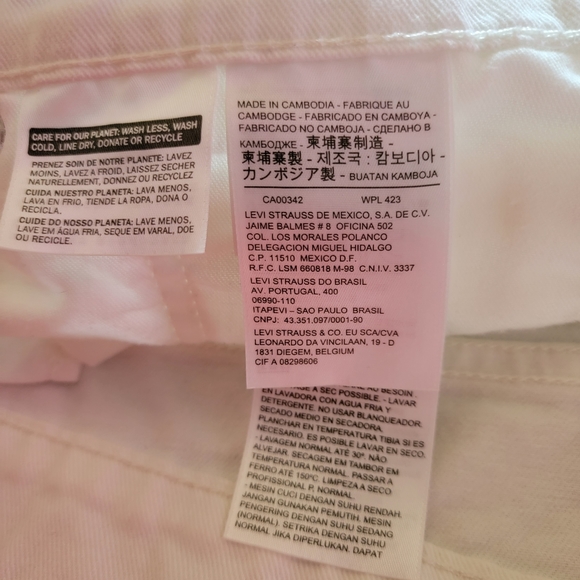 CARE FOR OUR PLANET: WASH LESS, WASH
COLD, LINE DRY, DONATE OR RECYCLE
PRENEZ SOIN DE NOTRE PLANETE: LAVEZ
MOINS, LAVEZ A FROID, LAISSEZ SECHER
NATURELLEMENT, DONNEZ OU RECYCLEZ
CUIDA NUESTRO PLANETA: LAVA MENOS,
LAVA EN FRIO, TIENDE LA ROPA, DONA O
RECICLA.
CUIDE DO NOSSO PLANETA: LAVE MENOS,
LAVE EM ÁGUA FRIA, SEQUE EM VARAL, DOE
OU RECICLE.
MADE IN CAMBODIA - FABRIQUE AU
CAMBODGE - FABRICADO EN CAMBOYA -
FABRICADO NO CAMBOJA - СДЕЛАНО В
КАМБОДЖЕ - 柬埔寨制造 -
柬埔寨製 - 제조국 : 캄보디아 -
カンボジア製 - BUATAN KAMBOJA
CA00342 WPL 423
LEVI STRAUSS DE MEXICO, S.A. DE C.V.
JAIME BALMES # 8 OFICINA 502
COL. LOS MORALES POLANCO
DELEGACION MIGUEL HIDALGO
C.P. 11510 MEXICO D.F.
R.F.C. LSM 660818 M-98 C.N.I.V. 3337
LEVI STRAUSS DO BRASIL
AV. PORTUGAL, 400
06990-110
ITAPEVI – SAO PAULO BRASIL
CNPJ: 43.351.097/0001-90
LEVI STRAUSS & CO. EU SCA/CVA
LEONARDO DA VINCILAAN, 19 - D
1831 DIEGEM, BELGIUM
CIF A 08298606
AU BESOIN
A SEC POSSIBLE. - LAVAR
EN LAVADORA CON AGUA FRIA Y
DETERGENTE. NO USAR BLANQUEADOR.
SECADO MEDIO EN SECADORA.
PLANCHAR EN TEMPERATURA TIBIA SI ES
NECESARIO. ES POSIBLE LAVAR EN SECO.
- LAVAGEM NORMAL ATÉ 30º. NÃO
ALVEJAR. SECAGEM EM TAMBOR EM
TEMPERATURA NORMAL. PASSAR A
FERRO ATÉ 150ºC. LIMPEZA A SECO
PROFISSIONAL P, NORMAL.
- MESIN CUCI DENGAN SUHU RENDAH.
JANGAN GUNAKAN PEMUTIH. MESIN
PENGERING DENGAN SUHU SEDANG
(NORMAL). SETRIKA DENGAN SUHU
NORMAL JIKA DIPERLUKAN. DAPAT